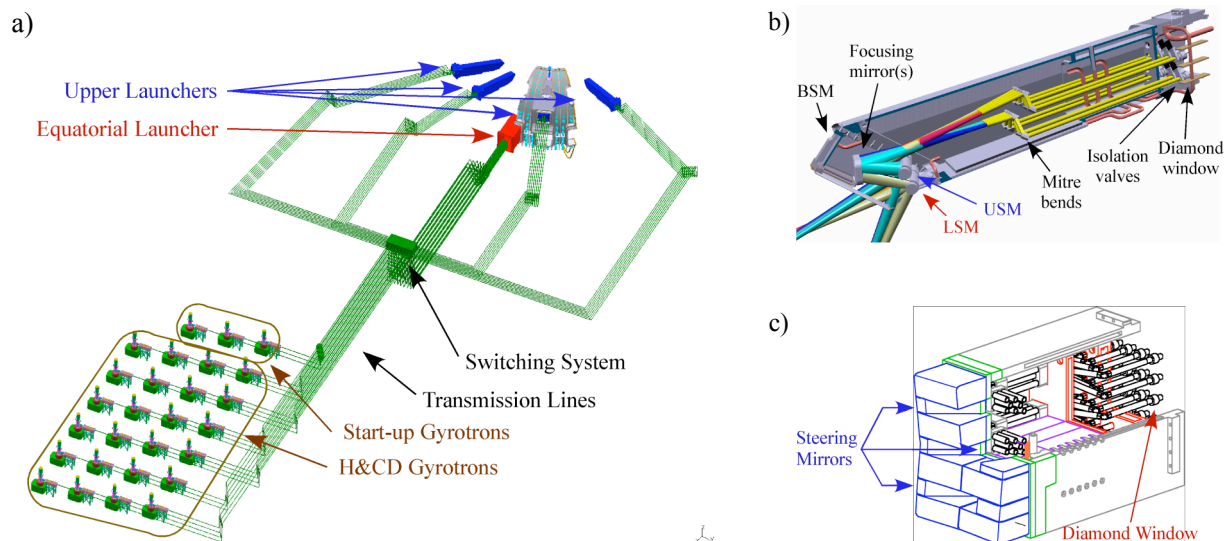 a)
Upper Launchers
Equatorial Launcher
Switching System
Transmission Lines
Start-up Gyrotrons
H&CD Gyrotrons
b)
Focusing
mirror(s)
BSM
Isolation
valves
Diamond
window
Mitre
bends
USM
LSM
c)
Steering
Mirrors
Diamond Window